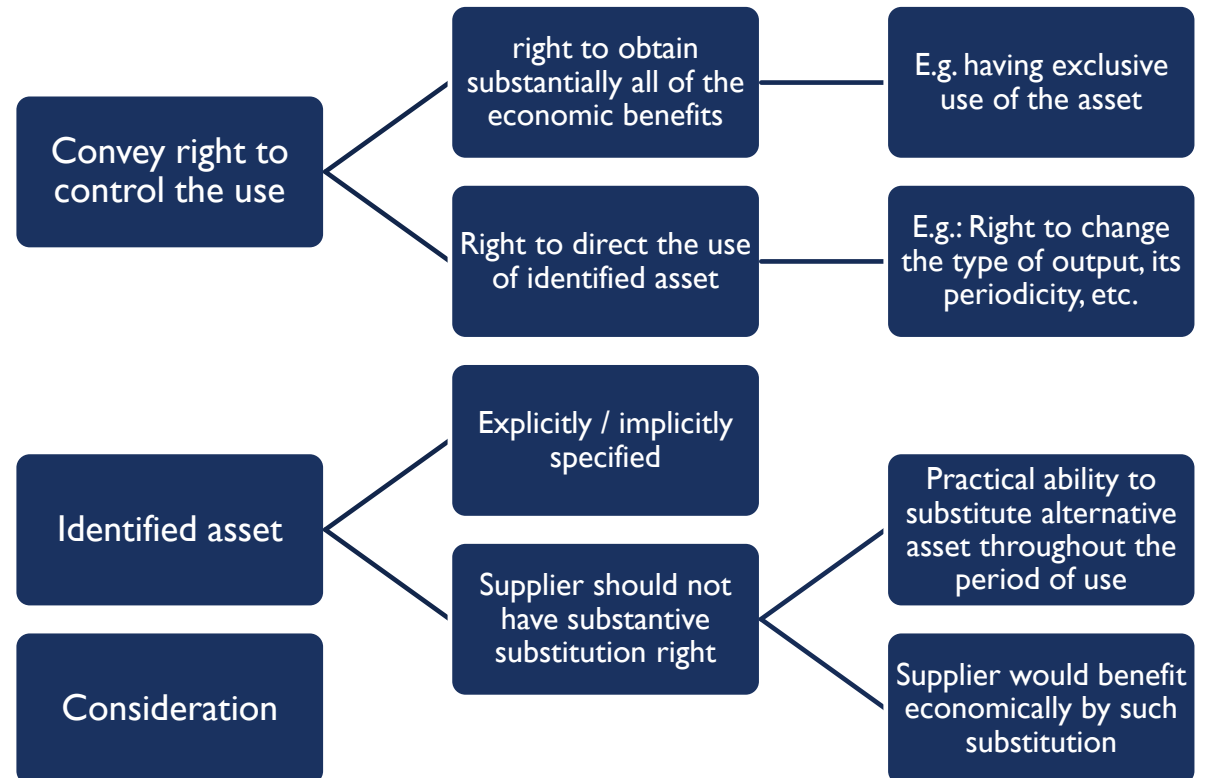 Convey right to
control the use
right to obtain
substantially all of the
economic benefits
E.g. having exclusive
use of the asset
Right to direct the use
of identified asset
E.g.: Right to change
the type of output, its
periodicity, etc.
Identified asset
Explicitly / implicitly
specified
Supplier should not
have substantive
substitution right
Practical ability to
substitute alternative
asset throughout the
period of use
Supplier would benefit
economically by such
substitution
Consideration